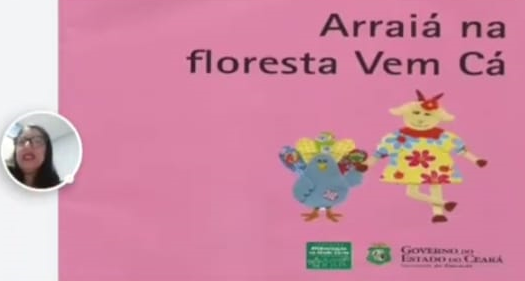 Arraiá na
floresta Vem Cá
GOVERNO DO
ESTADO DO CEARÁ